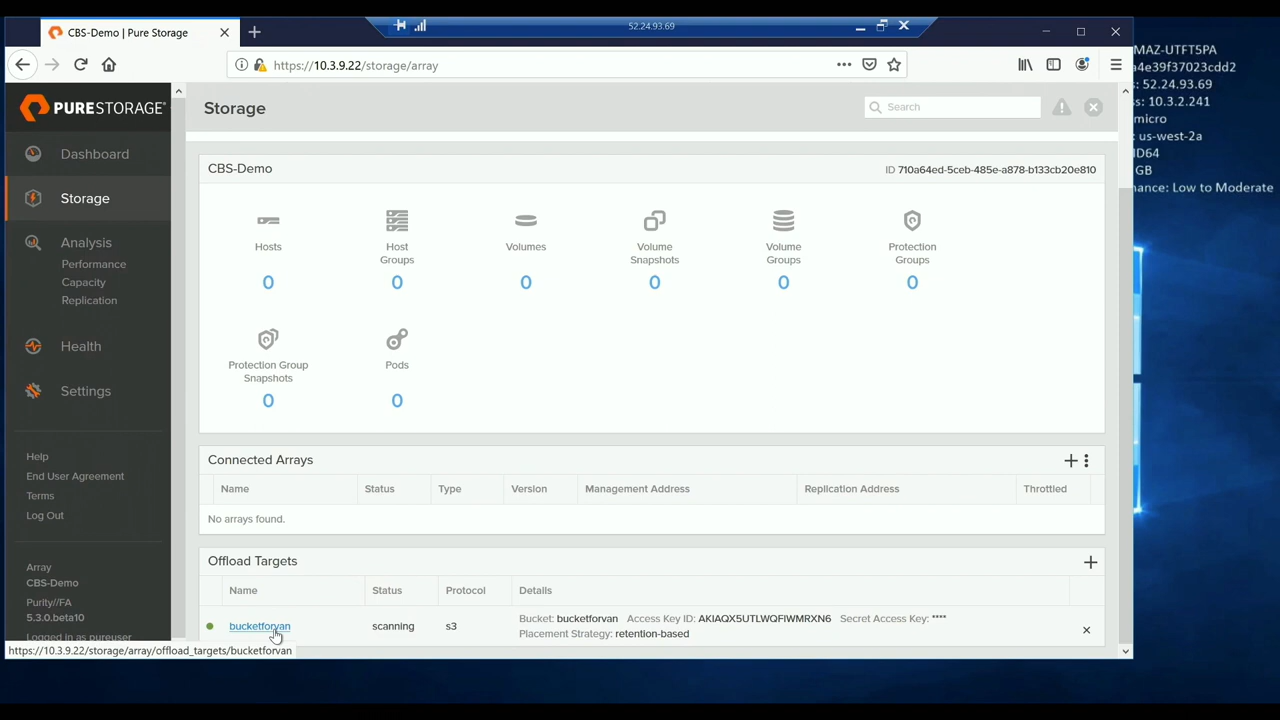 CBS-Demo | Pure Storage
52.24.93.69
https://10.3.9.22/storage/array
MAZ-UTFT5PA
a4e39f37023cdd2
s: 52.24.93.69
ss: 10.3.2.241
micro
: us-west-2a
ID64
GB
nance: Low to Moderate
PURESTORAGE®
Dashboard
Storage
Analysis
Performance
Capacity
Replication
Health
Settings
Help
End User Agreement
Terms
Log Out
Array
CBS-Demo
Purity//FA
5.3.0.beta10
Logged in as pureuser
Storage
Search
CBS-Demo
ID 710a64ed-5ceb-485e-a878-b133cb20e810
Hosts
0
Host
Groups
0
Volumes
0
Volume
Snapshots
0
Volume
Groups
0
Protection
Groups
0
Protection Group
Snapshots
0
Pods
0
Connected Arrays
Name Status Type Version Management Address Replication Address Throttled
No arrays found.
Offload Targets
Name Status Protocol Details
bucketforvan scanning s3
Bucket: bucketforvan Access Key ID: AKIAQX5UTLWQFIWMRXN6 Secret Access Key: ****
Placement Strategy: retention-based
https://10.3.9.22/storage/array/offload_targets/bucketforvan